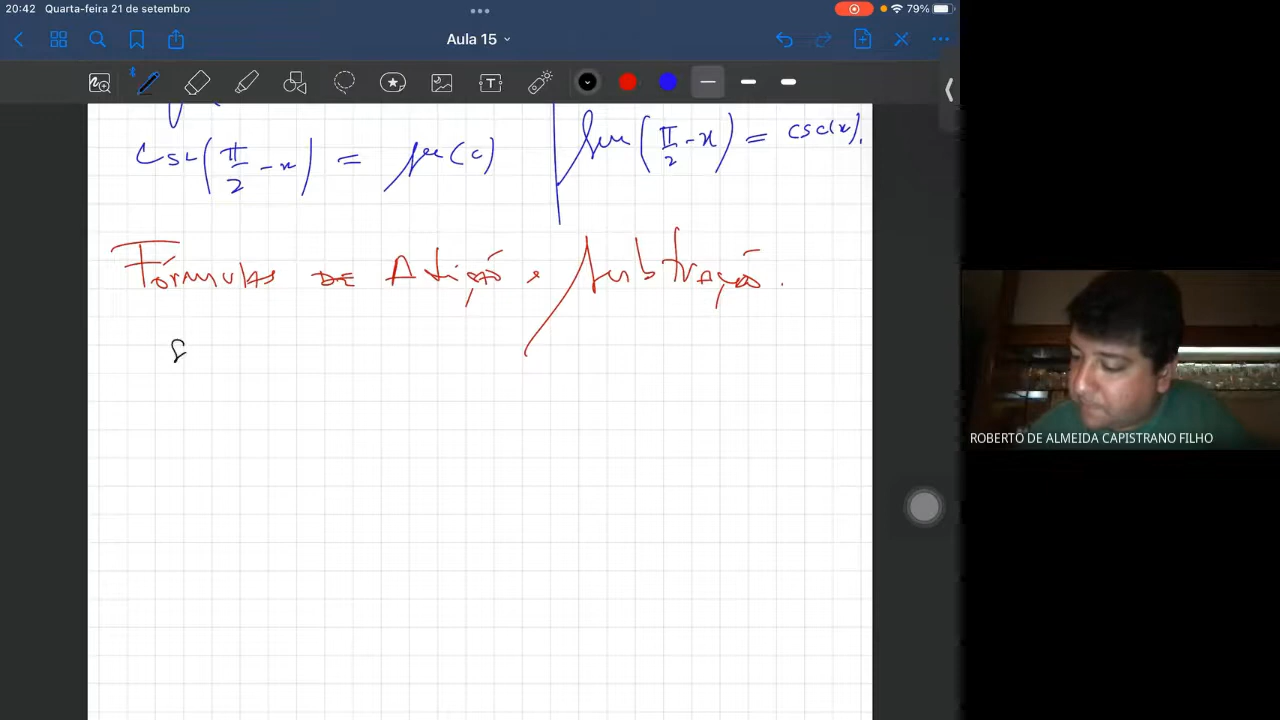 20:42 Quarta-feira 21 de setembro
79%
Aula 15
T
csc(π/2 - x) = sec(c)
sec(π/2 - x) = csc(x).
Fórmulas DE Adição e Subtração.
ROBERTO DE ALMEIDA CAPISTRANO FILHO